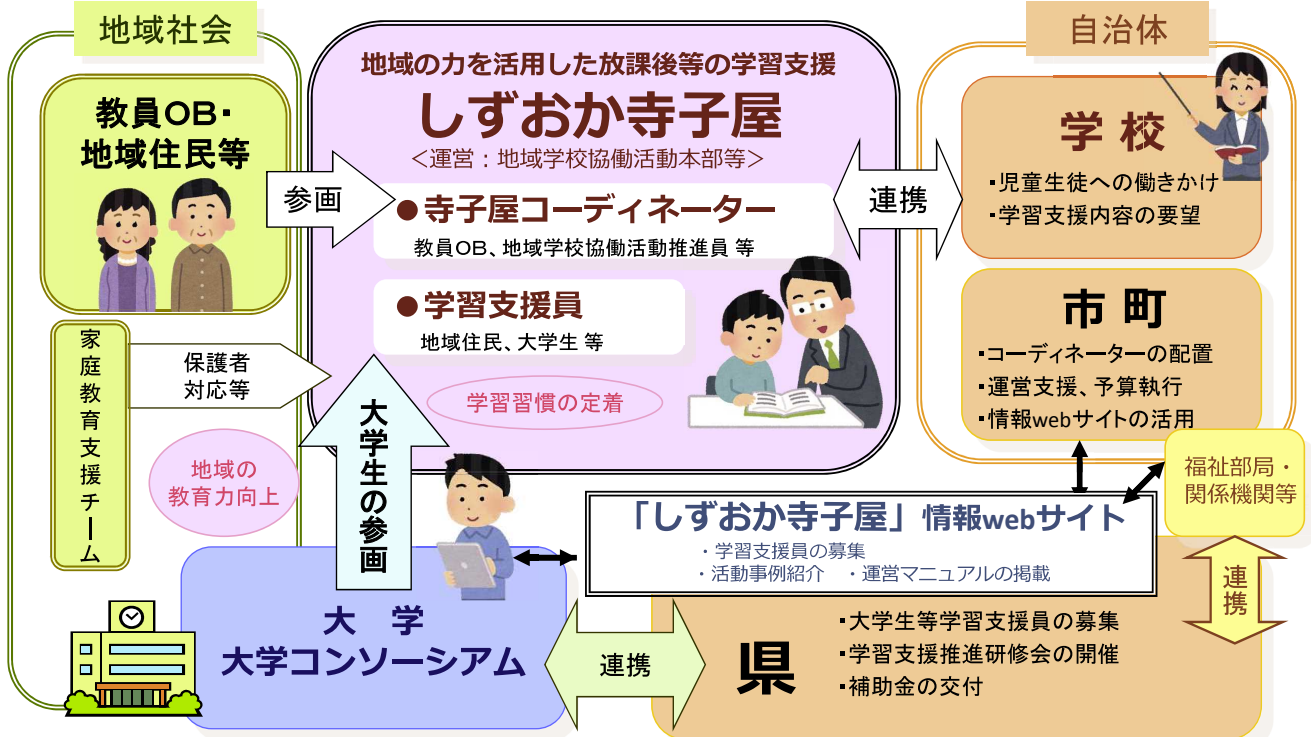 地域社会
教員OB・
地域住民等
参画
家庭教育支援チーム
保護者
対応等
地域の
教育力向上
地域の力を活用した放課後等の学習支援
しずおか寺子屋
＜運営：地域学校協働活動本部等＞
●寺子屋コーディネーター
教員OB、地域学校協働活動推進員 等
●学習支援員
地域住民、大学生 等
学習習慣の定着
大学生の参画
連携
自治体
学校
▪児童生徒への働きかけ
▪学習支援内容の要望
市町
▪コーディネーターの配置
▪運営支援、予算執行
▪情報webサイトの活用
福祉部局・
関係機関等
連携
「しずおか寺子屋」情報webサイト
・学習支援員の募集
・活動事例紹介　・運営マニュアルの掲載
大　学
大学コンソーシアム
連携
県
▪大学生等学習支援員の募集
▪学習支援推進研修会の開催
▪補助金の交付